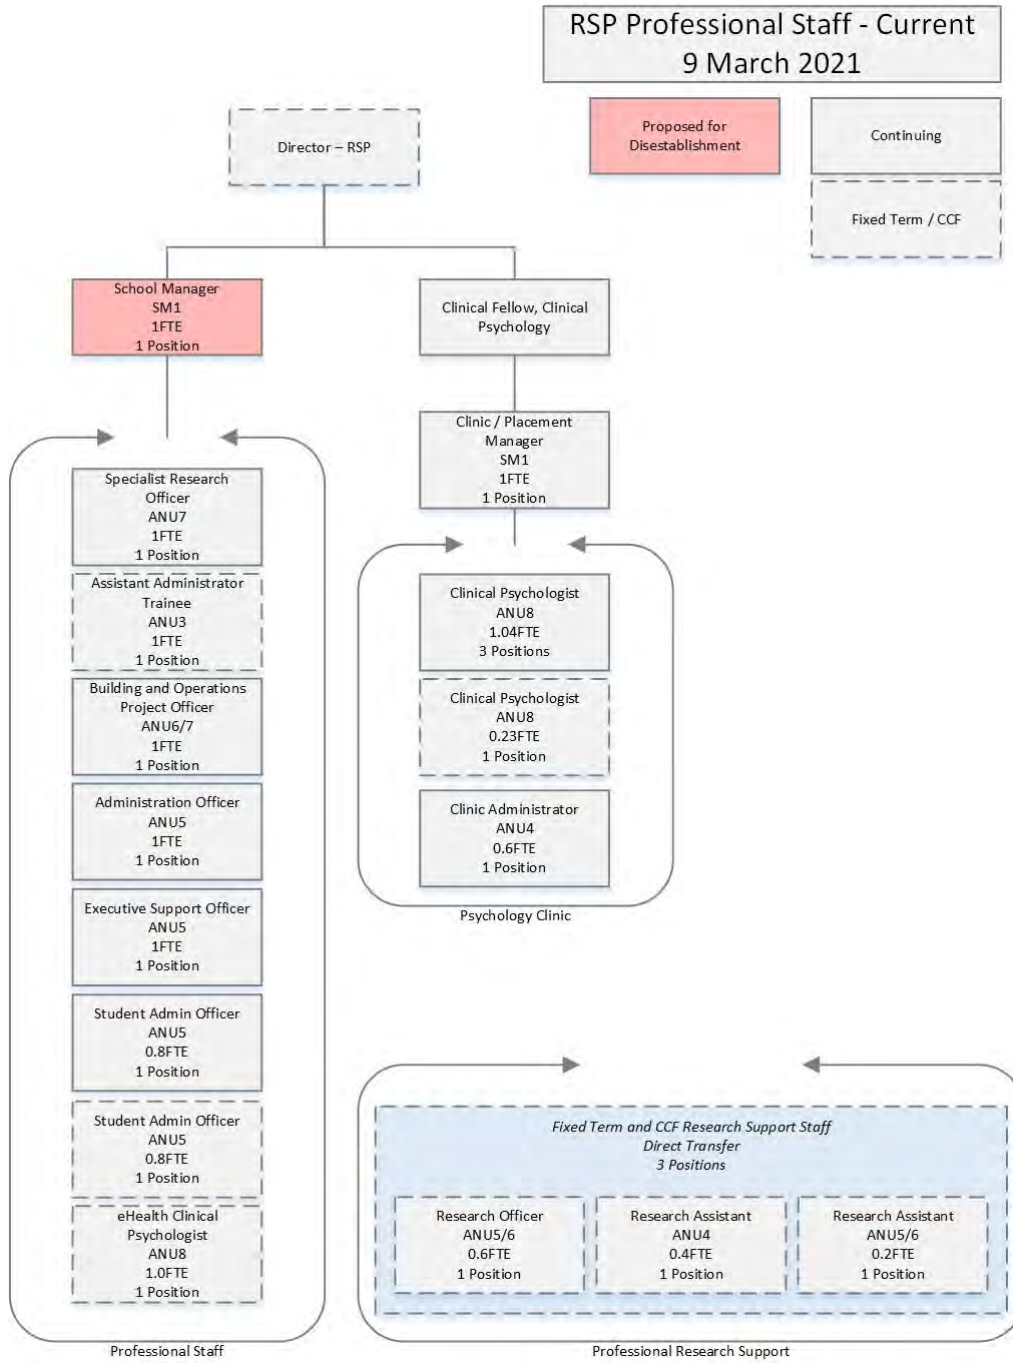 RSP Professional Staff - Current
9 March 2021
Proposed for
Disestablishment
Continuing
Fixed Term / CCF
Director – RSP
School Manager
SM1
1FTE
1 Position
Clinical Fellow, Clinical
Psychology
Clinic / Placement
Manager
SM1
1FTE
1 Position
Specialist Research
Officer
ANU7
1FTE
1 Position
Assistant Administrator
Trainee
ANU3
1FTE
1 Position
Building and Operations
Project Officer
ANU6/7
1FTE
1 Position
Administration Officer
ANU5
1FTE
1 Position
Executive Support Officer
ANU5
1FTE
1 Position
Student Admin Officer
ANU5
0.8FTE
1 Position
Student Admin Officer
ANU5
0.8FTE
1 Position
eHealth Clinical
Psychologist
ANU8
1.0FTE
1 Position
Professional Staff
Clinical Psychologist
ANU8
1.04FTE
3 Positions
Clinical Psychologist
ANU8
0.23FTE
1 Position
Clinic Administrator
ANU4
0.6FTE
1 Position
Psychology Clinic
Fixed Term and CCF Research Support Staff
Direct Transfer
3 Positions
Research Officer
ANU5/6
0.6FTE
1 Position
Research Assistant
ANU4
0.4FTE
1 Position
Research Assistant
ANU5/6
0.2FTE
1 Position
Professional Research Support